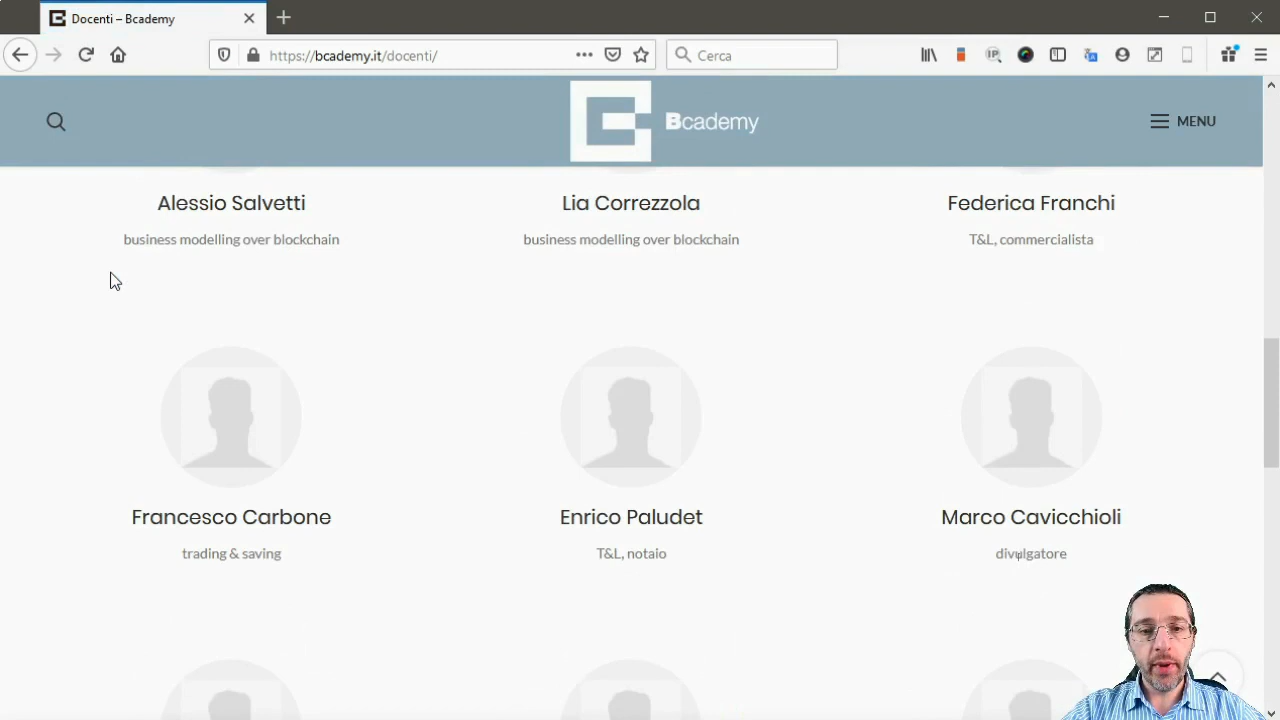 Docenti – Bcademy
https://bcademy.it/docenti/
Cerca
IP
Bcademy
MENU
Alessio Salvetti
Lia Correzzola
Federica Franchi
business modelling over blockchain
business modelling over blockchain
T&L, commercialista
Francesco Carbone
Enrico Paludet
Marco Cavicchioli
trading & saving
T&L, notaio
divulgatore